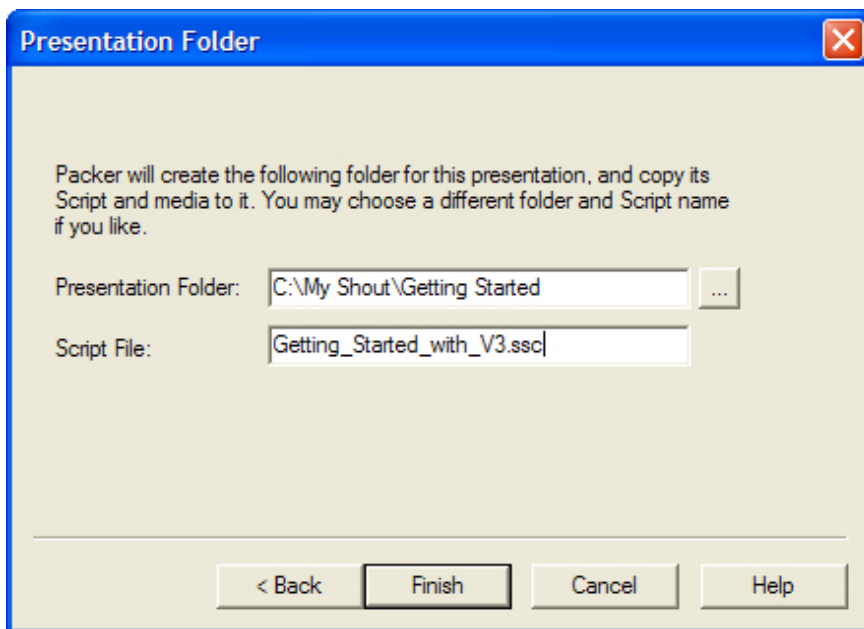 Presentation Folder
Packer will create the following folder for this presentation, and copy its
Script and media to it. You may choose a different folder and Script name
if you like.
Presentation Folder: C:\My Shout\Getting Started ...
Script File: Getting_Started_with_V3.ssc
< Back Finish Cancel Help